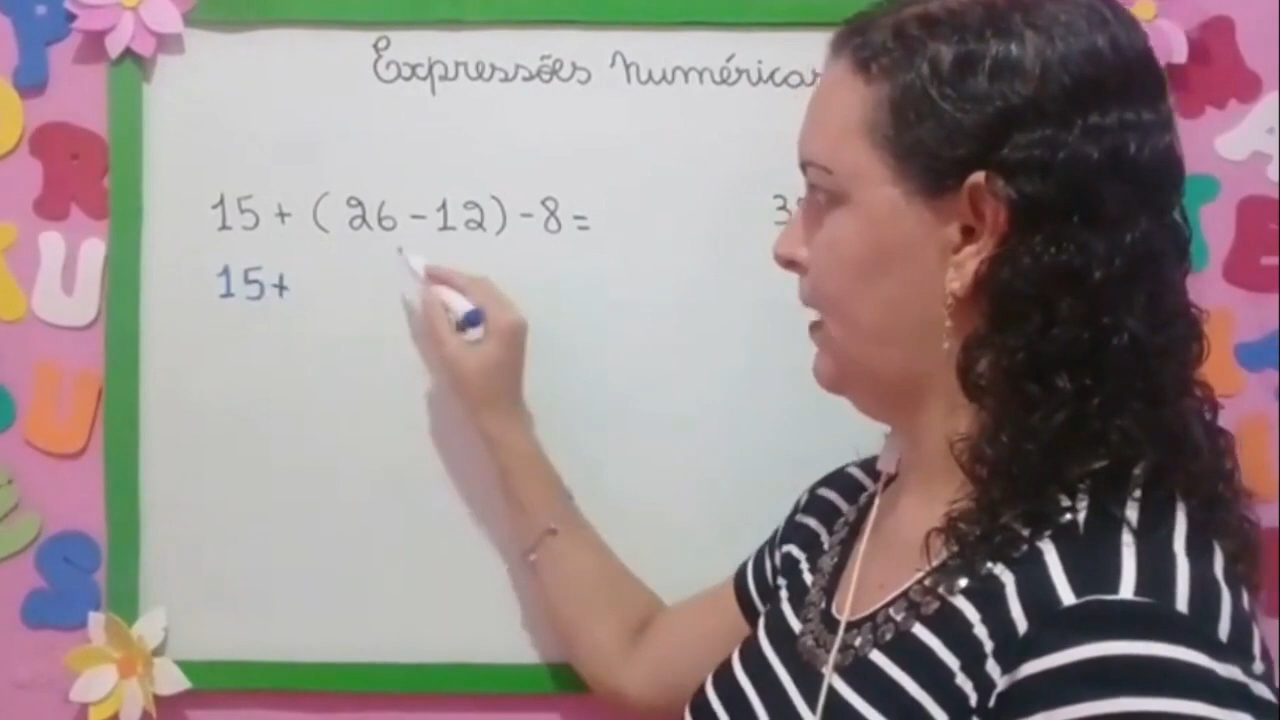 Expressões numéricas
15 + ( 26 - 12 ) - 8 =
15 +